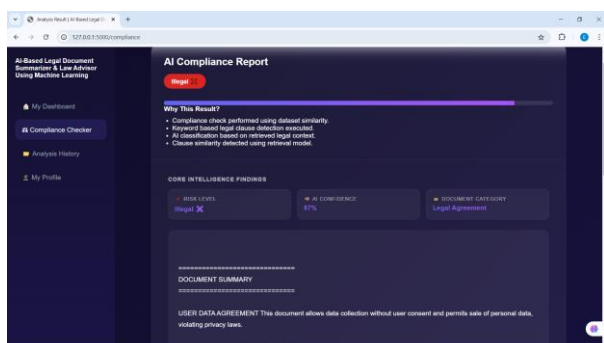 Analysis Result | AI Based Legal D
127.0.0.1:5000/compliance
AI-Based Legal Document
Summarizer & Law Advisor
Using Machine Learning
My Dashboard
Compliance Checker
Analysis History
My Profile
AI Compliance Report
Illegal
Why This Result?
• Compliance check performed using dataset similarity.
• Keyword based legal clause detection executed.
• AI classification based on retrieved legal context.
• Clause similarity detected using retrieval model.
CORE INTELLIGENCE FINDINGS
RISK LEVEL
Illegal ❌
AI CONFIDENCE
87%
DOCUMENT CATEGORY
Legal Agreement
==============================
DOCUMENT SUMMARY
==============================
USER DATA AGREEMENT This document allows data collection without user consent and permits sale of personal data,
violating privacy laws.